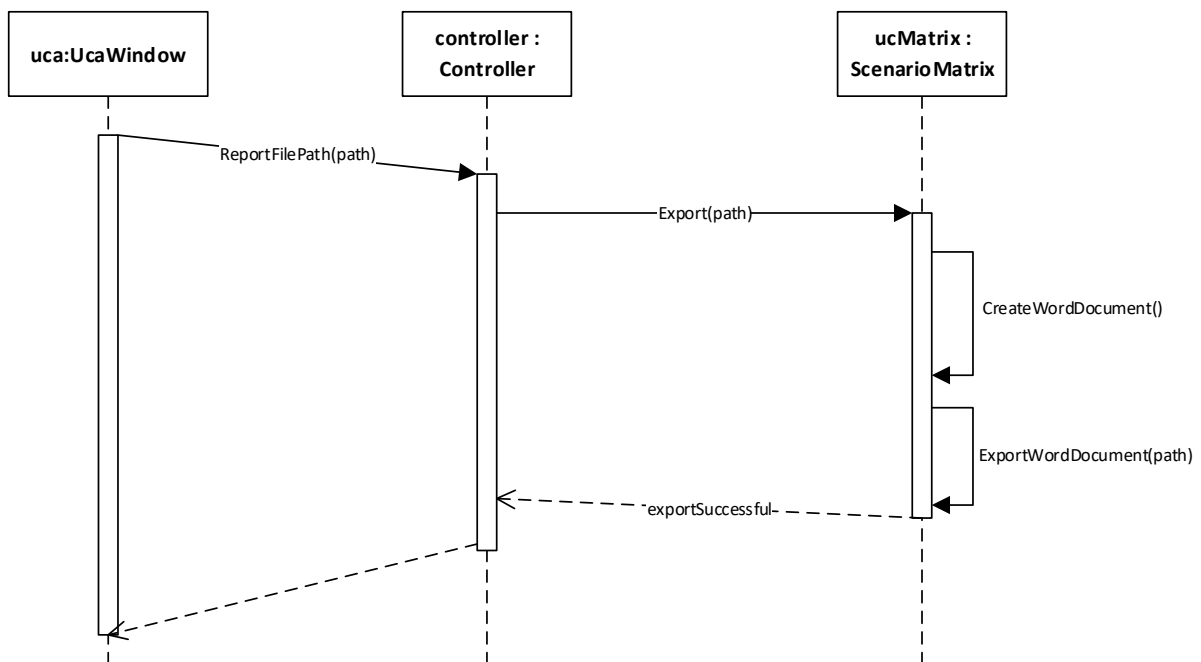 uca:UcaWindow
controller :
Controller
ucMatrix :
ScenarioMatrix
ReportFilePath(path)
Export(path)
CreateWordDocument()
ExportWordDocument(path)
exportSuccessful